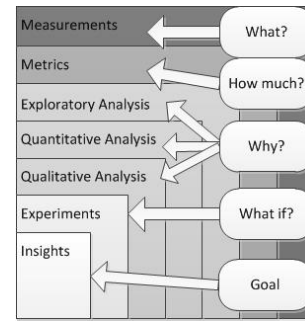 Measurements
What?
Metrics
How much?
Exploratory Analysis
Quantitative Analysis
Why?
Qualitative Analysis
Experiments
What if?
Insights
Goal